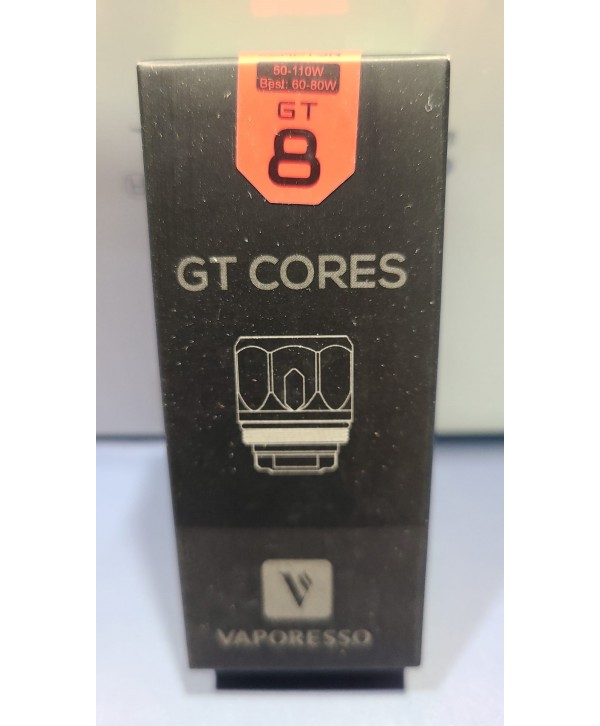 50-110W
Best: 60-80W
GT
8
GT CORES
V
VAPORESSO